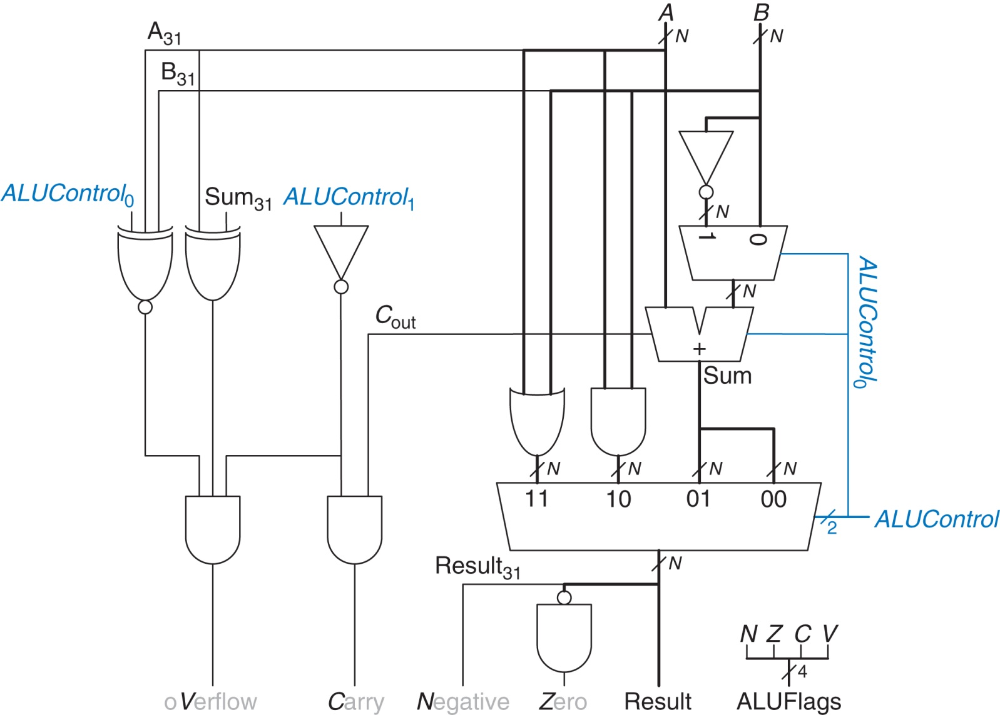 A B
A31 N N
B31
ALUControl0 Sum31 ALUControl1
N
1 0
ALUControl0
N
Cout
+
Sum
N N N N
11 10 01 00
ALUControl
2
Result31 N
N Z C V
4
oVerflow Carry Negative Zero Result ALUFlags